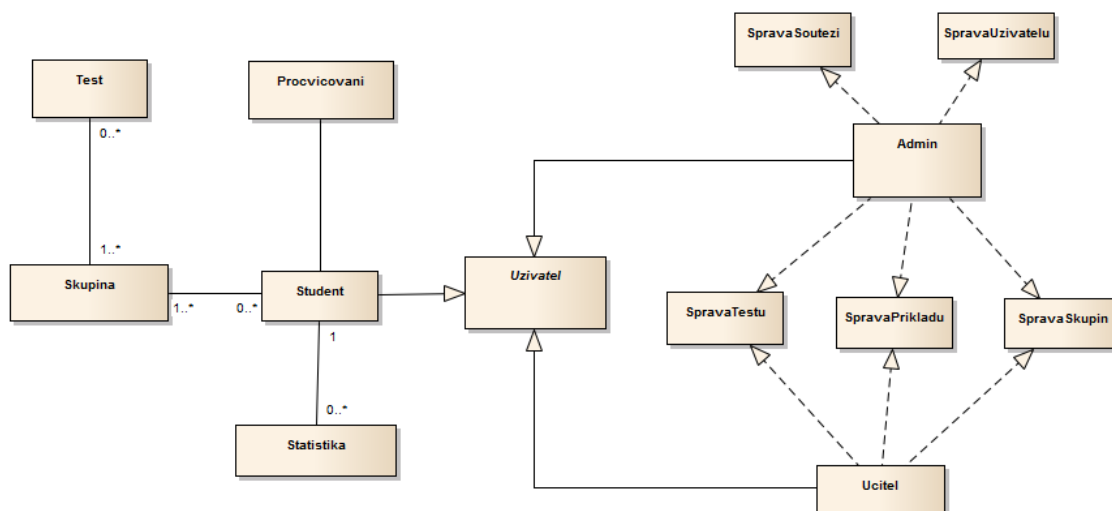 SpravaSoutezi
SpravaUzivatelu
Test
Procvicovani
0..*
Admin
1..*
Skupina
Student
Uzivatel
1..*
0..*
SpravaTestu
SpravaPrikladu
SpravaSkupin
1
0..*
Statistika
Ucitel